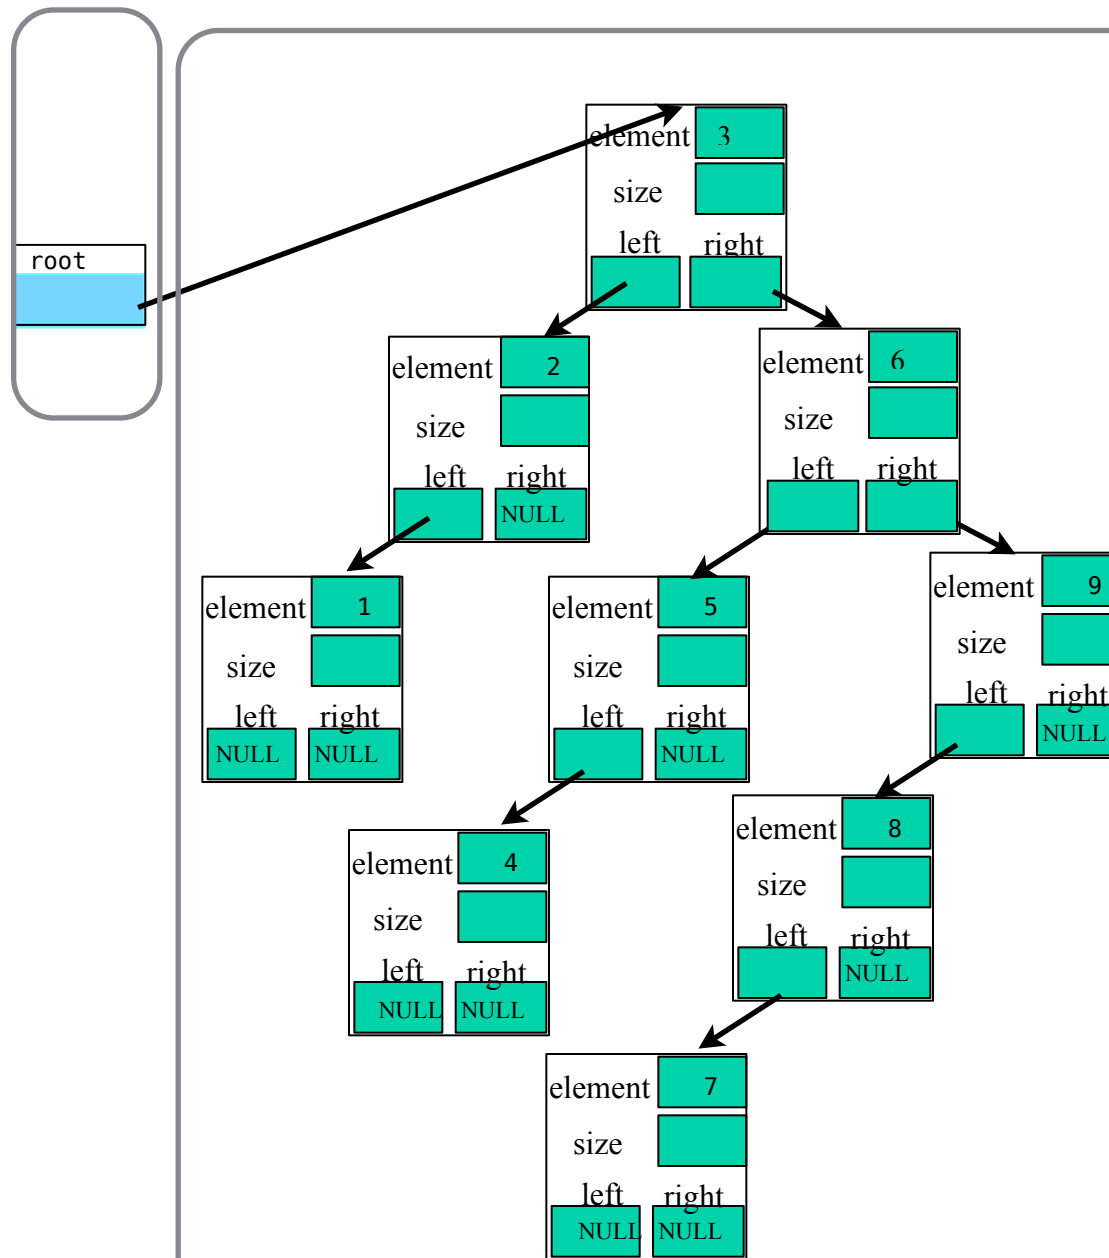 element 3
size
left right
root
element 2
size
left right
NULL
element 6
size
left right
element 1
size
left right
NULL NULL
element 5
size
left right
NULL
element 9
size
left right
NULL
element 4
size
left right
NULL NULL
element 8
size
left right
NULL
element 7
size
left right
NULL NULL